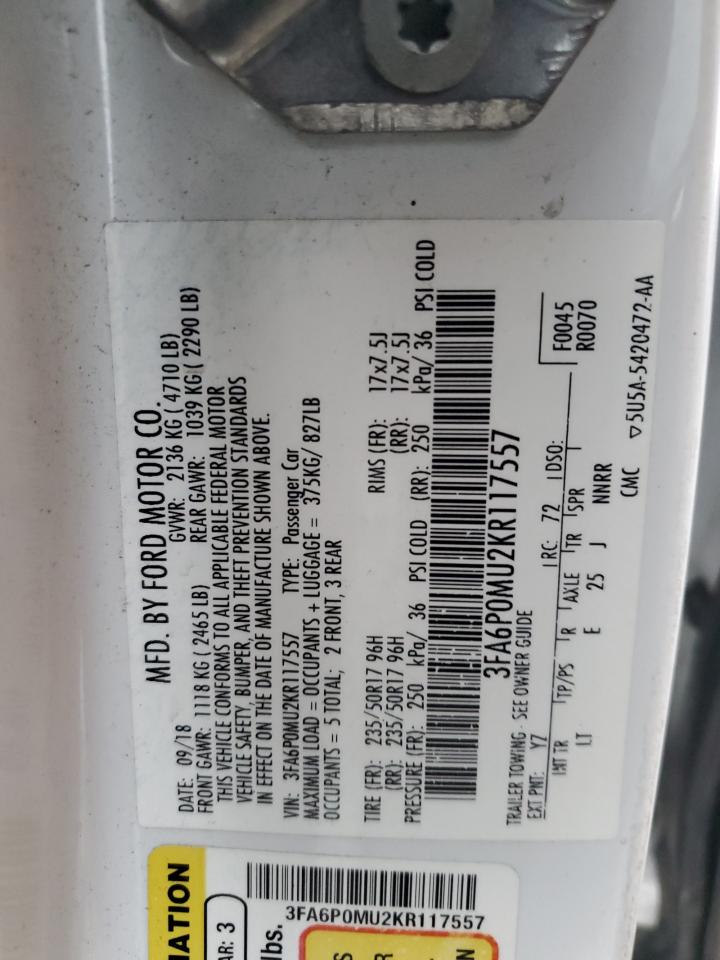 MFD. BY FORD MOTOR CO.
DATE: 09/18 GVWR: 2136 KG ( 4710 LB)
FRONT GAWR: 1118 KG ( 2465 LB) REAR GAWR: 1039 KG ( 2290 LB)
THIS VEHICLE CONFORMS TO ALL APPLICABLE FEDERAL MOTOR
VEHICLE SAFETY, BUMPER, AND THEFT PREVENTION STANDARDS
IN EFFECT ON THE DATE OF MANUFACTURE SHOWN ABOVE.
VIN: 3FA6P0MU2KR117557 TYPE: Passenger Car
MAXIMUM LOAD = OCCUPANTS + LUGGAGE = 375KG/ 827LB
OCCUPANTS = 5 TOTAL; 2 FRONT, 3 REAR
TIRE (FR): 235/50R17 96H RIMS (FR): 17x7.5J
(RR): 235/50R17 96H (RR): 17x7.5J
PRESSURE (FR): 250 kPa/ 36 PSI COLD (RR): 250 kPa/ 36 PSI COLD
3FA6P0MU2KR117557
TRAILER TOWING - SEE OWNER GUIDE
EXT PNT: YZ RC: 72 DSO: F0045
INT TR TP/PS R AXLE TR SPR R0070
LT E 25 J NNRR
CMC
▽5U5A-5420472-AA
MATION
AR: 3
lbs.
3FA6P0MU2KR117557